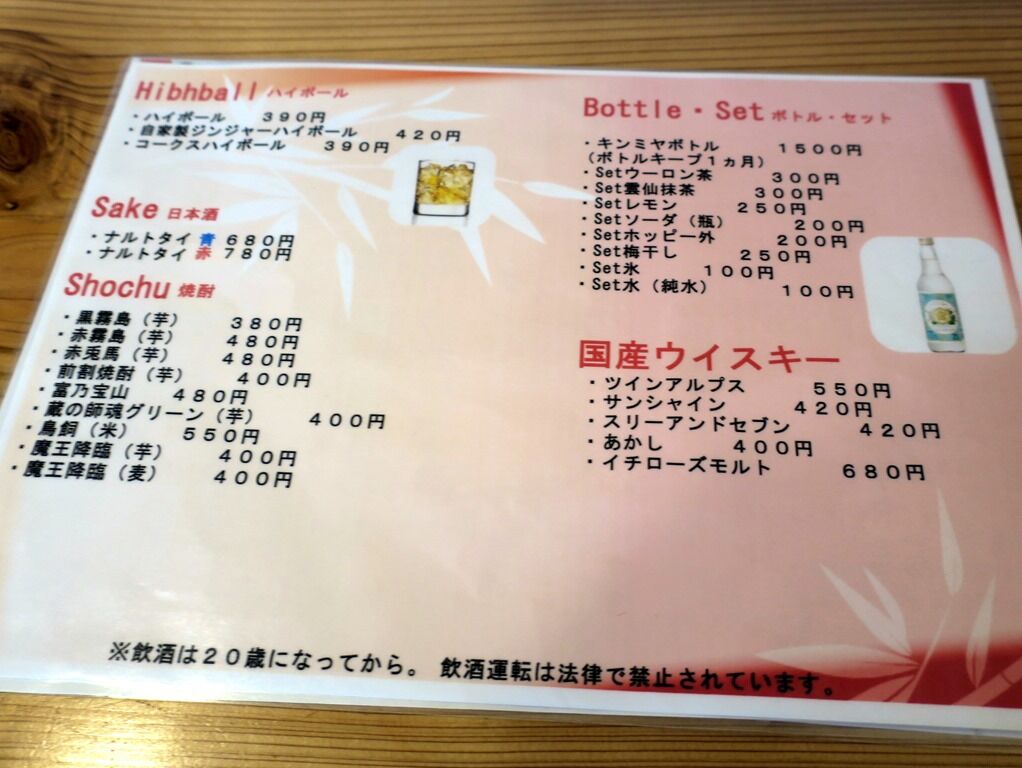 Hibhball ハイボール
・ハイボール 390円
・自家製ジンジャーハイボール 420円
・コークスハイボール 390円
Sake 日本酒
・ナルトタイ 青 680円
・ナルトタイ 赤 780円
Shochu 焼酎
・黒霧島（芋） 380円
・赤霧島（芋） 480円
・赤兎馬（芋） 480円
・前割焼酎（芋） 400円
・富乃宝山 480円
・蔵の師魂グリーン（芋） 400円
・鳥飼（米） 550円
・魔王降臨（芋） 400円
・魔王降臨（麦） 400円
Bottle・Set ボトル・セット
・キンミヤボトル 1500円
（ボトルキープ１ヵ月）
・Setウーロン茶 300円
・Set雲仙抹茶 300円
・Setレモン 250円
・Setソーダ（瓶） 200円
・Setホッピー外 200円
・Set梅干し 250円
・Set氷 100円
・Set水（純水） 100円
国産ウイスキー
・ツインアルプス 550円
・サンシャイン 420円
・スリーアンドセブン 420円
・あかし 400円
・イチローズモルト 680円
※飲酒は２０歳になってから。 飲酒運転は法律で禁止されています。